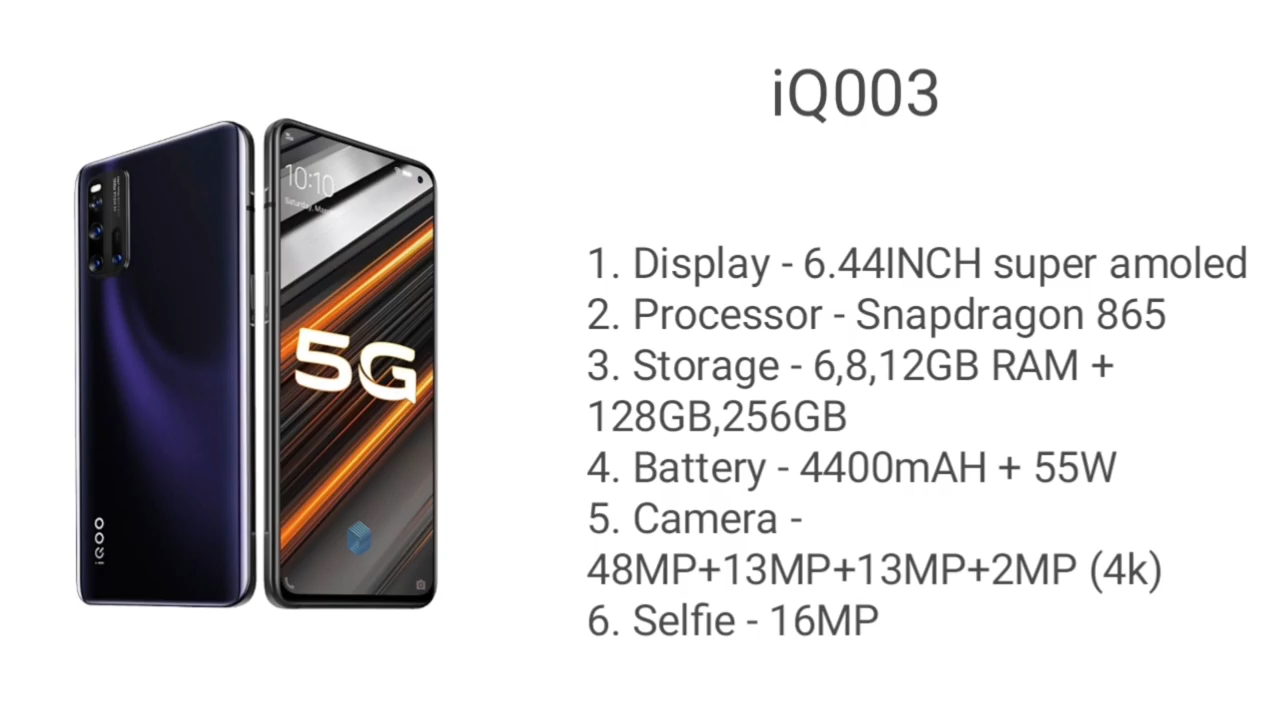 iQ003
1. Display - 6.44INCH super amoled
2. Processor - Snapdragon 865
3. Storage - 6,8,12GB RAM +
128GB,256GB
4. Battery - 4400mAH + 55W
5. Camera -
48MP+13MP+13MP+2MP (4k)
6. Selfie - 16MP
10:10
5G
iQOO